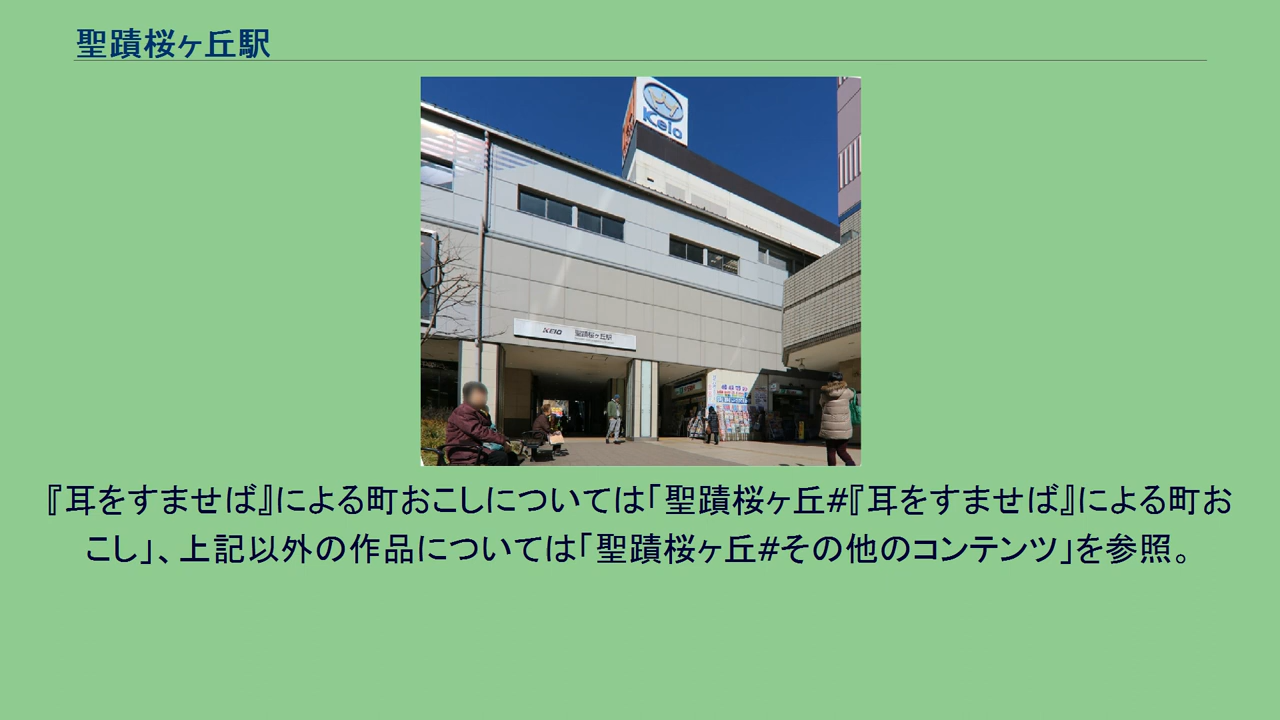 聖蹟桜ヶ丘駅
Keio
KEIO 聖蹟桜ヶ丘駅
『耳をすませば』による町おこしについては「聖蹟桜ヶ丘#『耳をすませば』による町お
こし」、上記以外の作品については「聖蹟桜ヶ丘#その他のコンテンツ」を参照。